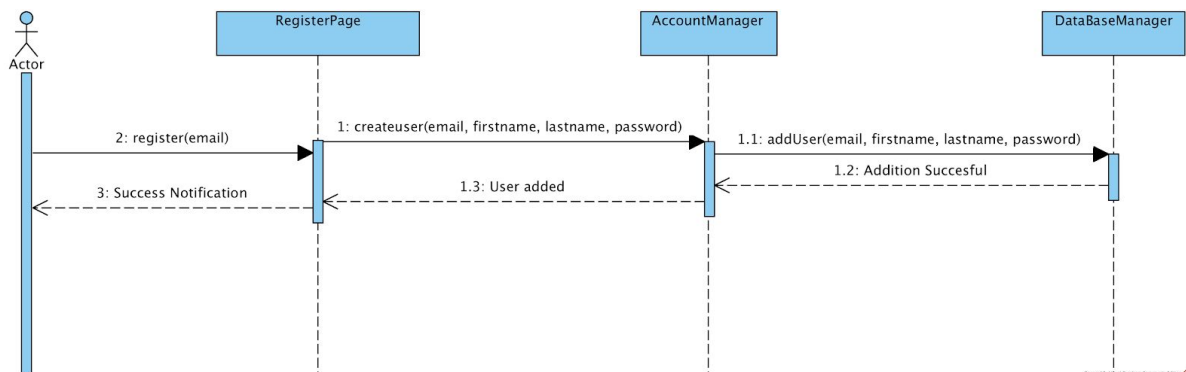 RegisterPage
AccountManager
DataBaseManager
Actor
2: register(email)
1: createuser(email, firstname, lastname, password)
1.1: addUser(email, firstname, lastname, password)
3: Success Notification
1.3: User added
1.2: Addition Succesful